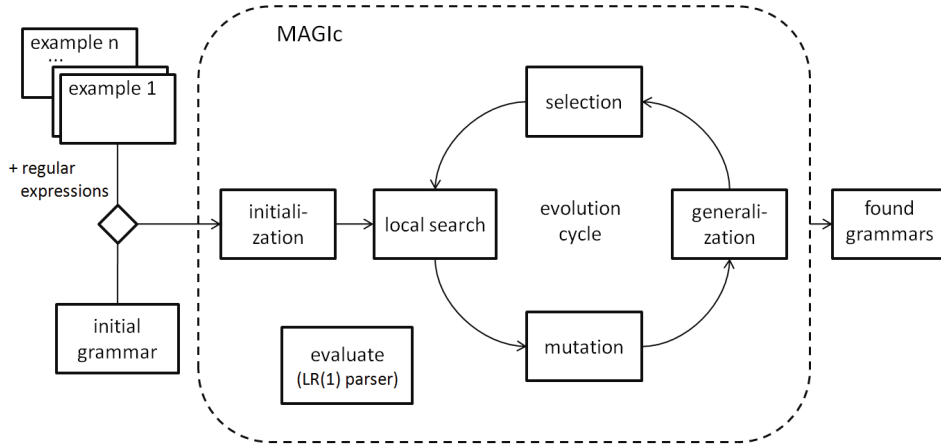 example n
...
example 1
+ regular
expressions
initial
grammar
MAGIc
initiali-
zation
local search
selection
evolution
cycle
generali-
zation
mutation
evaluate
(LR(1) parser)
found
grammars